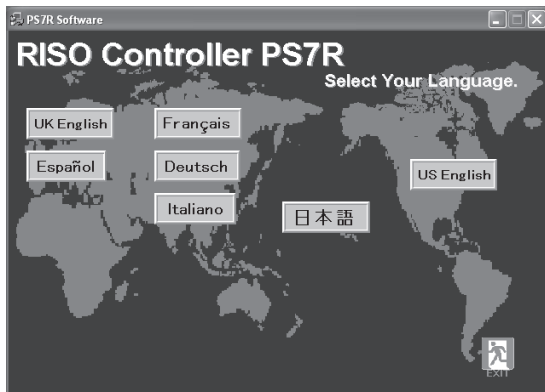 PS7R Software
RISO Controller PS7R
Select Your Language.
UK English
Français
Español
Deutsch
US English
Italiano
日本語
EXIT